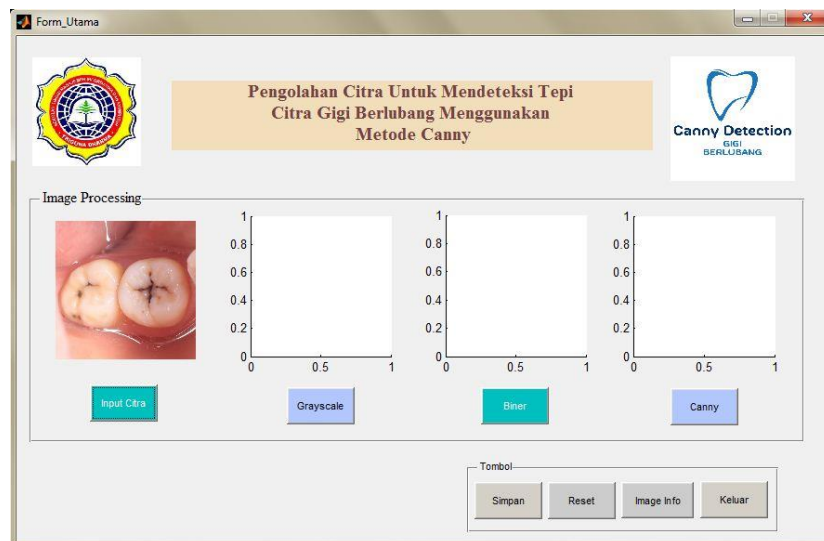 Form_Utama
Pengolahan Citra Untuk Mendeteksi Tepi
Citra Gigi Berlubang Menggunakan
Metode Canny
Canny Detection
GIGI
BERLUBANG
Image Processing
1
0.8
0.6
0.4
0.2
0
0 0.5 1
1
0.8
0.6
0.4
0.2
0
0 0.5 1
1
0.8
0.6
0.4
0.2
0
0 0.5 1
Input Citra
Grayscale
Biner
Canny
Tombol
Simpan
Reset
Image Info
Keluar